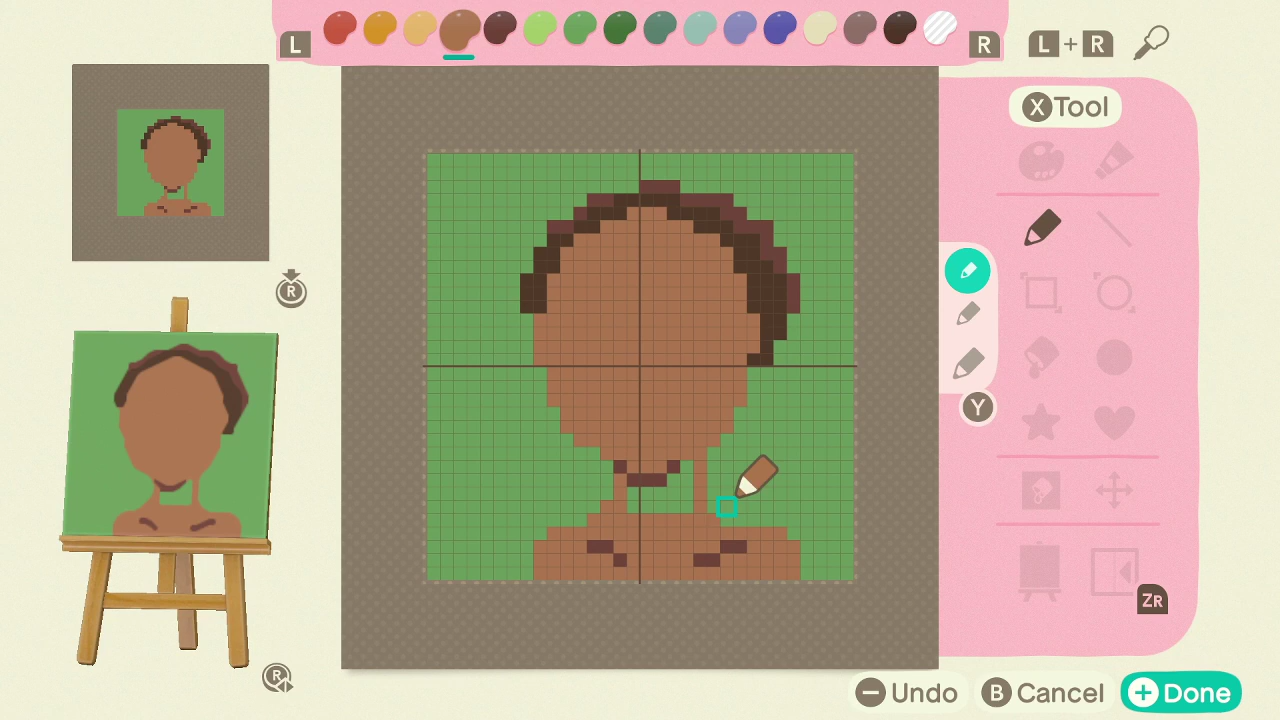 L
R
L + R
X Tool
R
Y
ZR
R
− Undo
B Cancel
+ Done